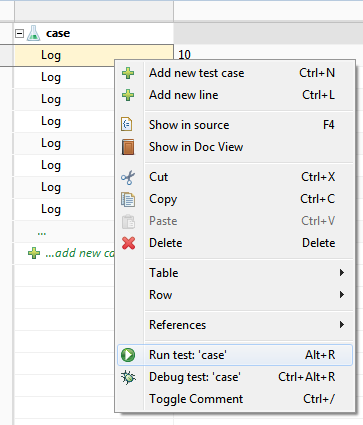 case
Log 10
Log
Log
Log
Log
Log
Log
Log
...
...add new ca
Add new test case Ctrl+N
Add new line Ctrl+L
Show in source F4
Show in Doc View
Cut Ctrl+X
Copy Ctrl+C
Paste Ctrl+V
Delete Delete
Table
Row
References
Run test: 'case' Alt+R
Debug test: 'case' Ctrl+Alt+R
Toggle Comment Ctrl+/